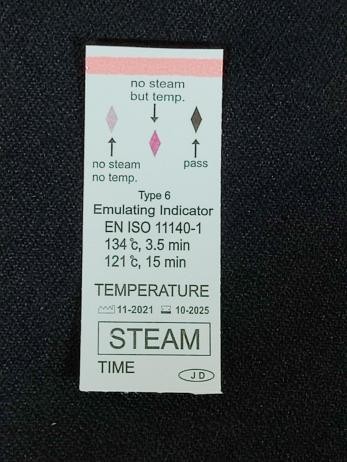 no steam
but temp.
no steam
no temp.
pass
Type 6
Emulating Indicator
EN ISO 11140-1
134℃, 3.5 min
121℃, 15 min
TEMPERATURE
11-2021 10-2025
STEAM
TIME
JD